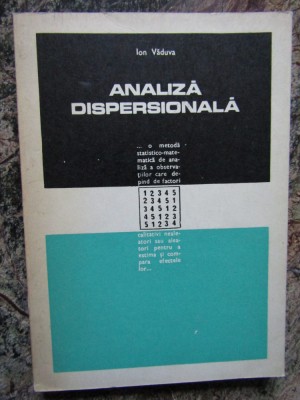 Ion Văduva
ANALIZĂ
DISPERSIONALĂ
... o metodă
statistico-mate-
matică de ana-
liză a observa-
țiilor care de-
pind de factori
1 2 3 4 5
2 3 4 5 1
3 4 5 1 2
4 5 1 2 3
5 1 2 3 4
calitativi nealе-
atori sau alea-
tori pentru a
estima și com-
para efectele
lor...